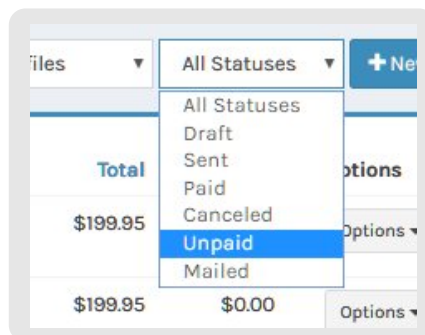 iles All Statuses + Ne
All Statuses
Draft
Sent
Total ptions
Paid
Canceled
$199.95 Options
Unpaid
Mailed
$199.95 $0.00 Options